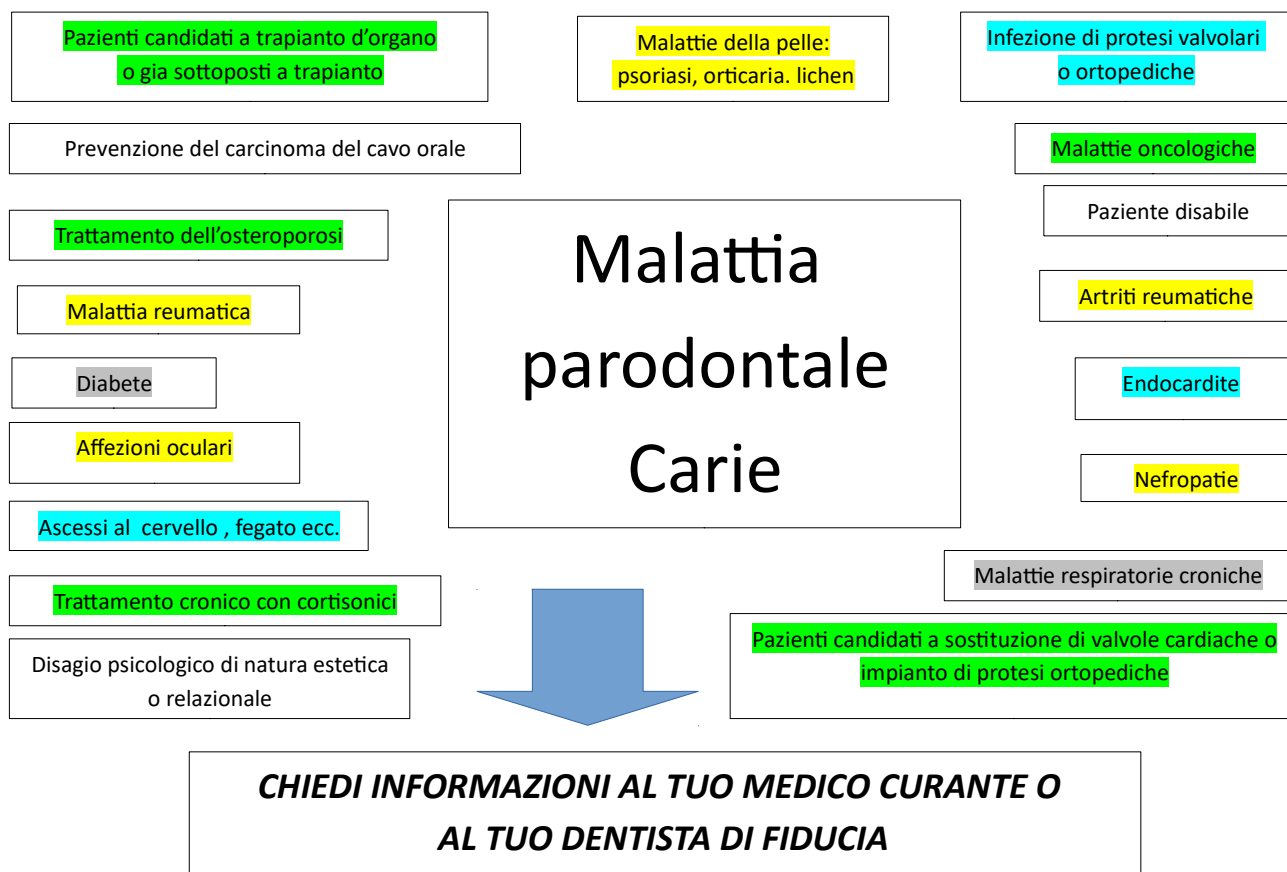 Pazienti candidati a trapianto d’organo
o gia sottoposti a trapianto
Malattie della pelle:
psoriasi, orticaria. lichen
Infezione di protesi valvolari
o ortopediche
Prevenzione del carcinoma del cavo orale
Malattie oncologiche
Paziente disabile
Trattamento dell’osteroporosi
Malattia reumatica
Diabete
Affezioni oculari
Ascessi al cervello , fegato ecc.
Trattamento cronico con cortisonici
Disagio psicologico di natura estetica
o relazionale
Malattia
parodontale
Carie
Artriti reumatiche
Endocardite
Nefropatie
Malattie respiratorie croniche
Pazienti candidati a sostituzione di valvole cardiache o
impianto di protesi ortopediche
CHIEDI INFORMAZIONI AL TUO MEDICO CURANTE O
AL TUO DENTISTA DI FIDUCIA